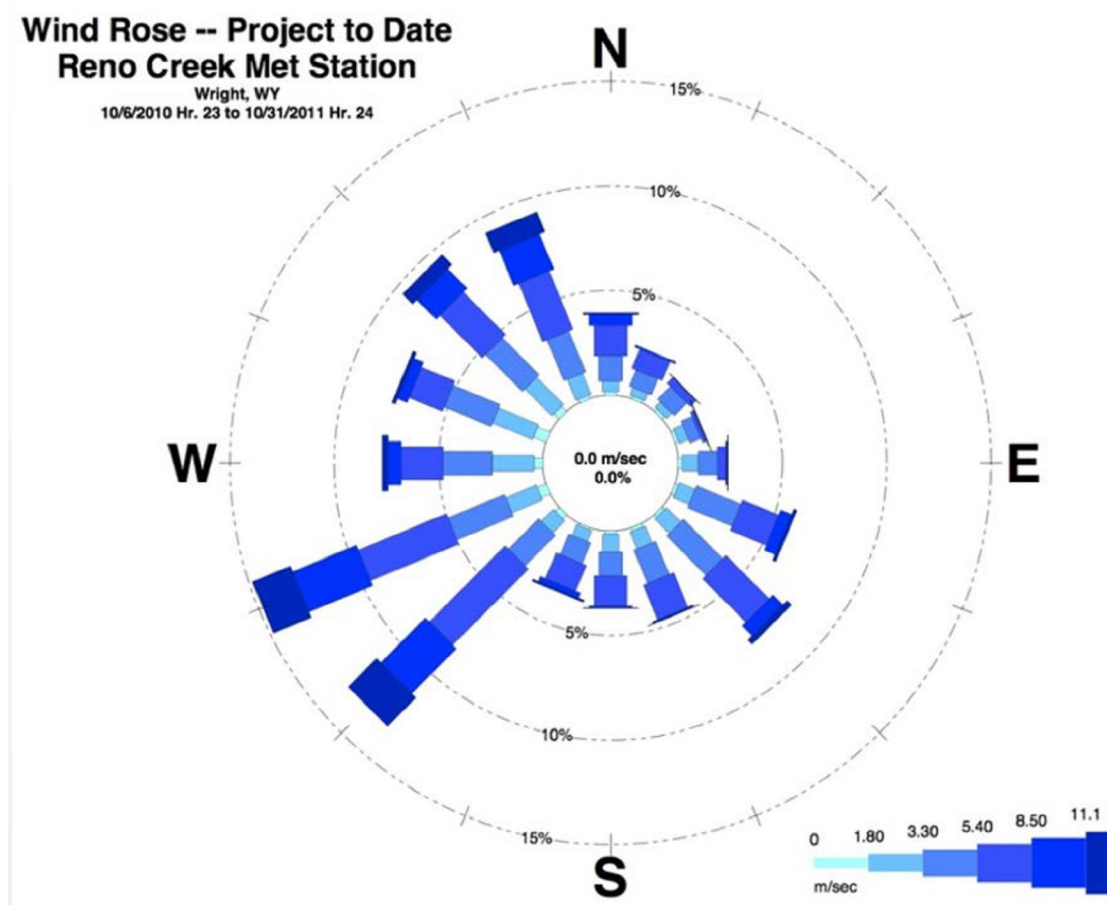 Wind Rose -- Project to Date
Reno Creek Met Station
Wright, WY
10/6/2010 Hr. 23 to 10/31/2011 Hr. 24
N
15%
10%
5%
W
0.0 m/sec
0.0%
E
5%
10%
15%
S
0 1.80 3.30 5.40 8.50 11.1
m/sec